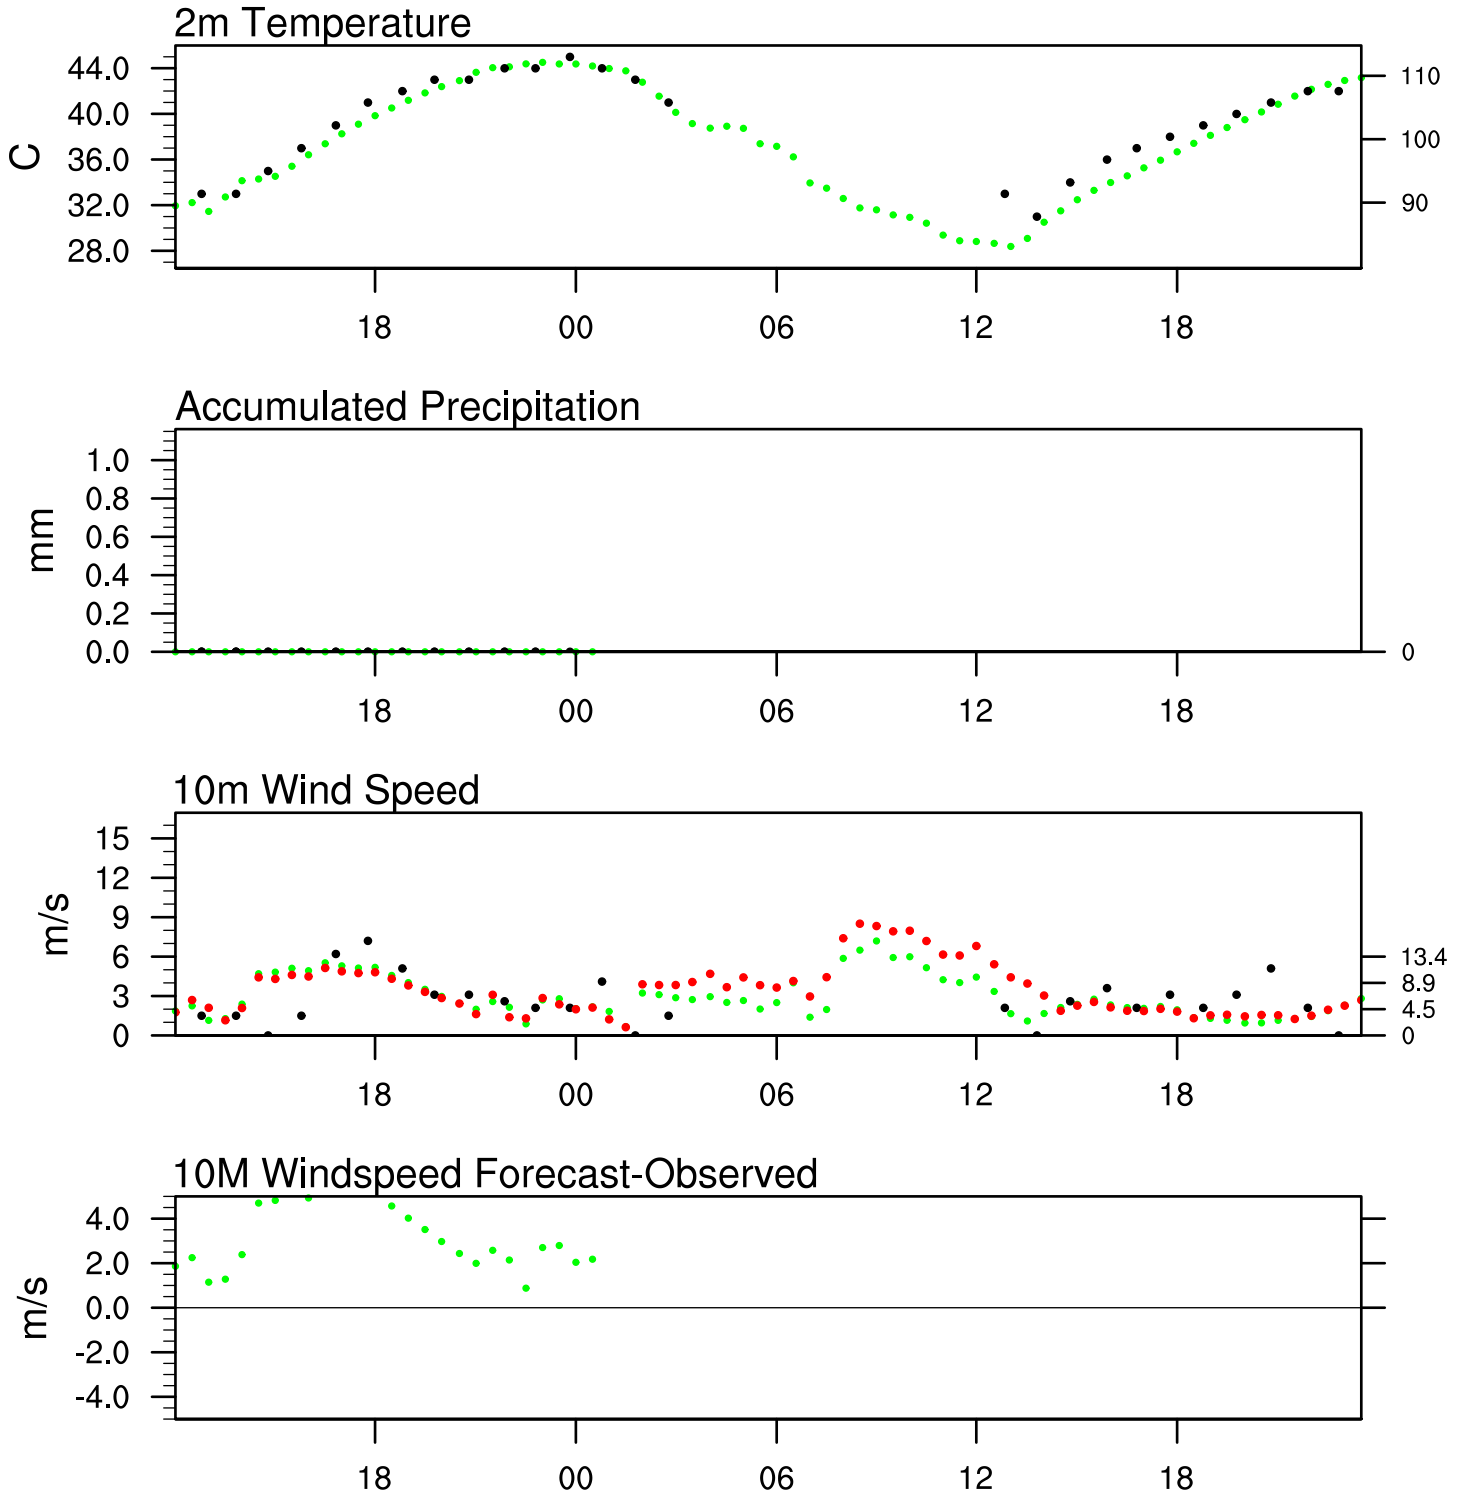 2m Temperature
44.0
40.0
36.0
32.0
28.0
C
110
100
90
18 00 06 12 18
Accumulated Precipitation
1.0
0.8
0.6
0.4
0.2
0.0
mm
0
18 00 06 12 18
10m Wind Speed
15
12
9
6
3
0
m/s
13.4
8.9
4.5
0
18 00 06 12 18
10M Windspeed Forecast-Observed
4.0
2.0
0.0
-2.0
-4.0
m/s
18 00 06 12 18